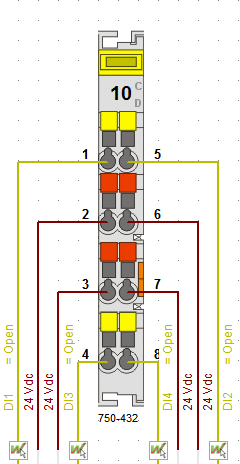 10
C
D
1
5
2
6
3
7
4
8
750-432
DI1 = Open
24 Vdc
24 Vdc
DI3 = Open
DI4 = Open
24 Vdc
24 Vdc
DI2 = Open